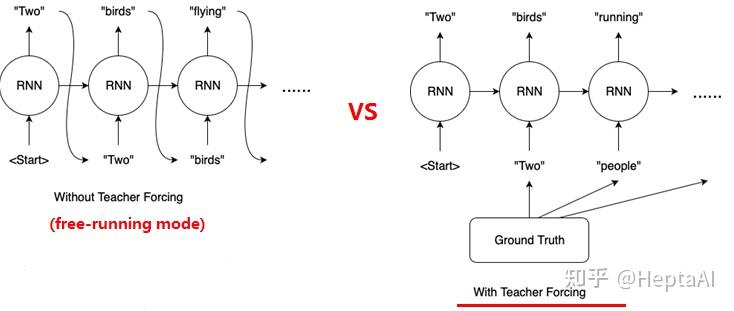 "Two" "birds" "flying"
RNN RNN RNN ......
<Start> "Two" "birds"
Without Teacher Forcing
(free-running mode)
VS
"Two" "birds" "running"
RNN RNN RNN ......
<Start> "Two" "people"
Ground Truth
With Teacher Forcing
知乎 @HeptaAI